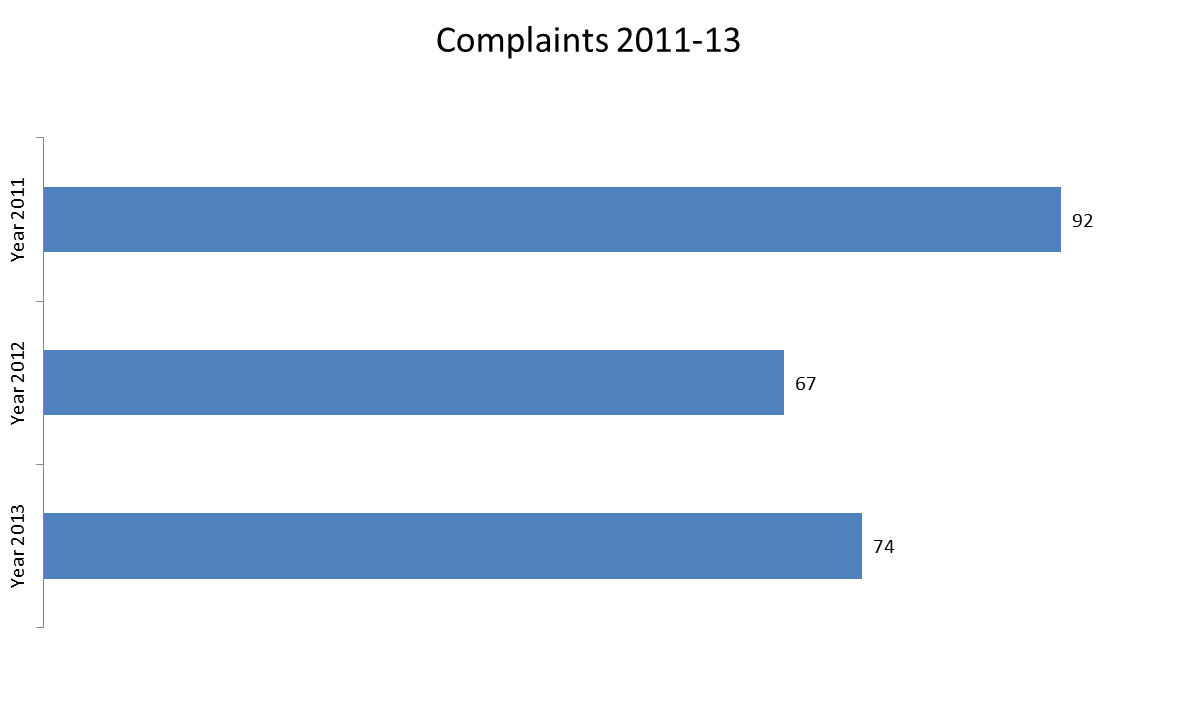 Complaints 2011-13
Year 2011
92
Year 2012
67
Year 2013
74